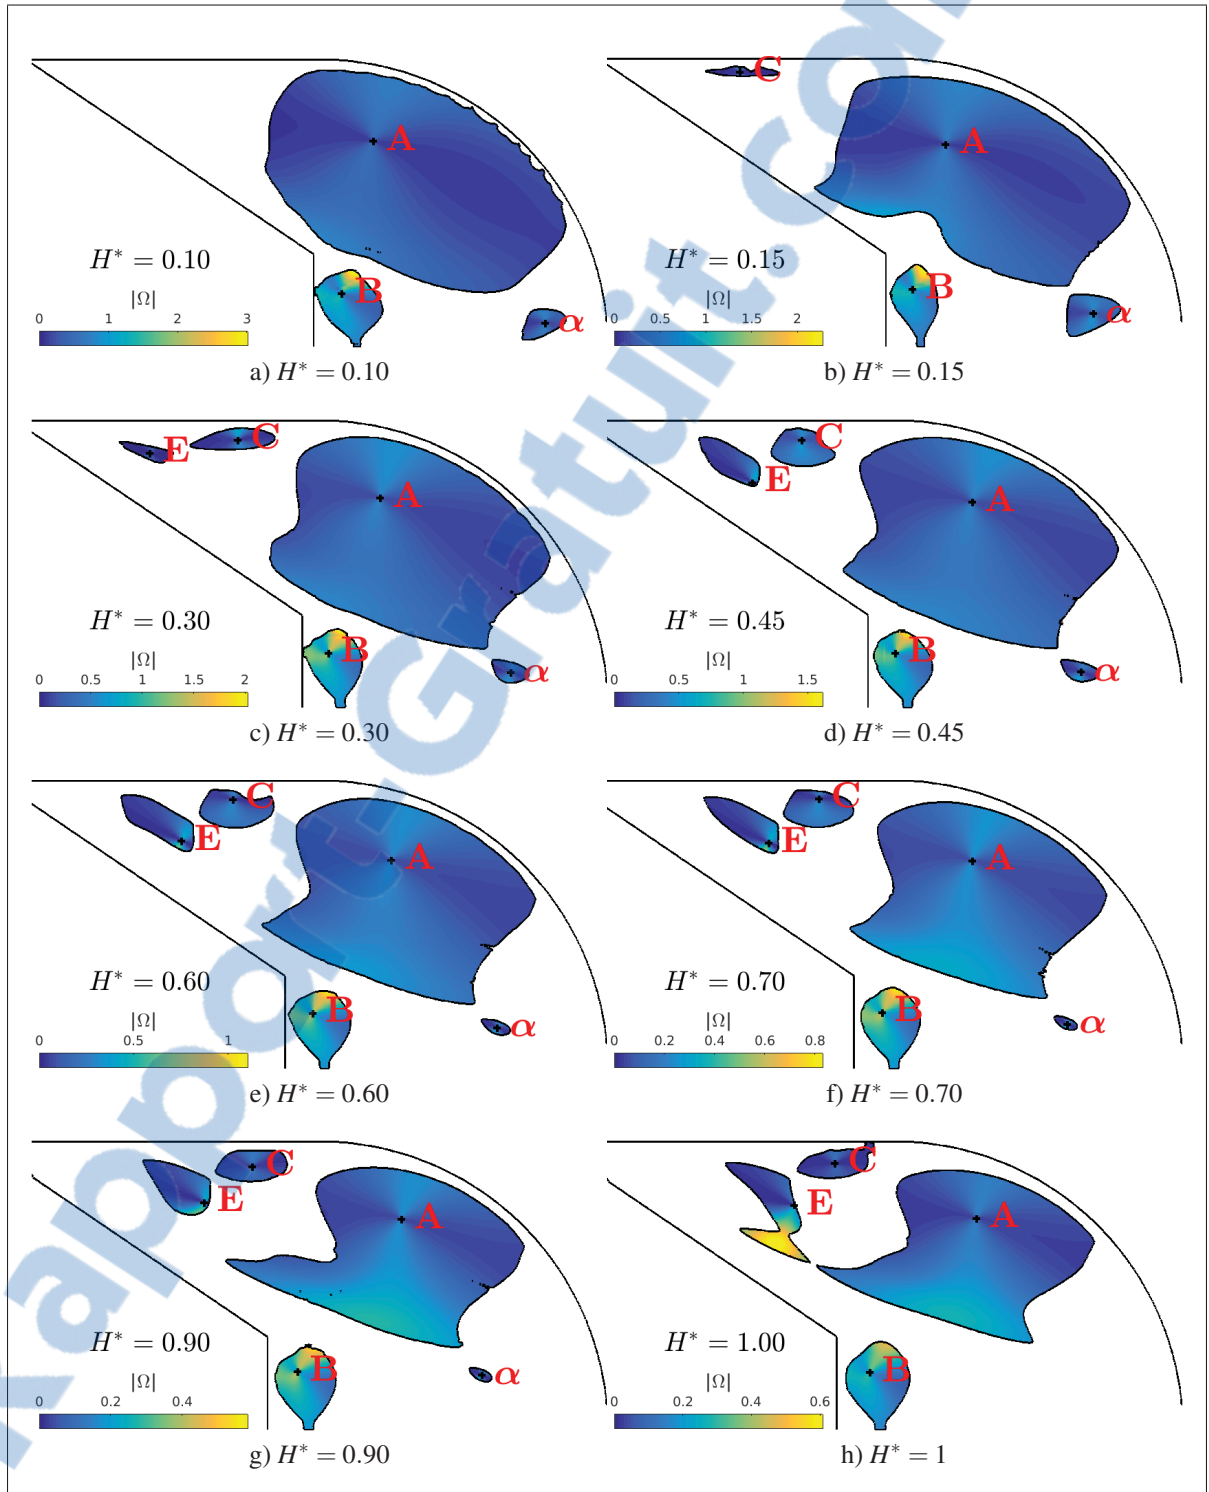 A
B
α
H* = 0.10
|Ω|
0 1 2 3
a) H* = 0.10
C
A
B
α
H* = 0.15
|Ω|
0 0.5 1 1.5 2
b) H* = 0.15
E C
A
B
α
H* = 0.30
|Ω|
0 0.5 1 1.5 2
c) H* = 0.30
C
E
A
B
α
H* = 0.45
|Ω|
0 0.5 1 1.5
d) H* = 0.45
C
E
A
B
α
H* = 0.60
|Ω|
0 0.5 1
e) H* = 0.60
C
E
A
B
α
H* = 0.70
|Ω|
0 0.2 0.4 0.6 0.8
f) H* = 0.70
C
E
A
B
α
H* = 0.90
|Ω|
0 0.2 0.4
g) H* = 0.90
C
E
A
B
H* = 1.00
|Ω|
0 0.2 0.4 0.6
h) H* = 1
Rapport-Gratuit.com